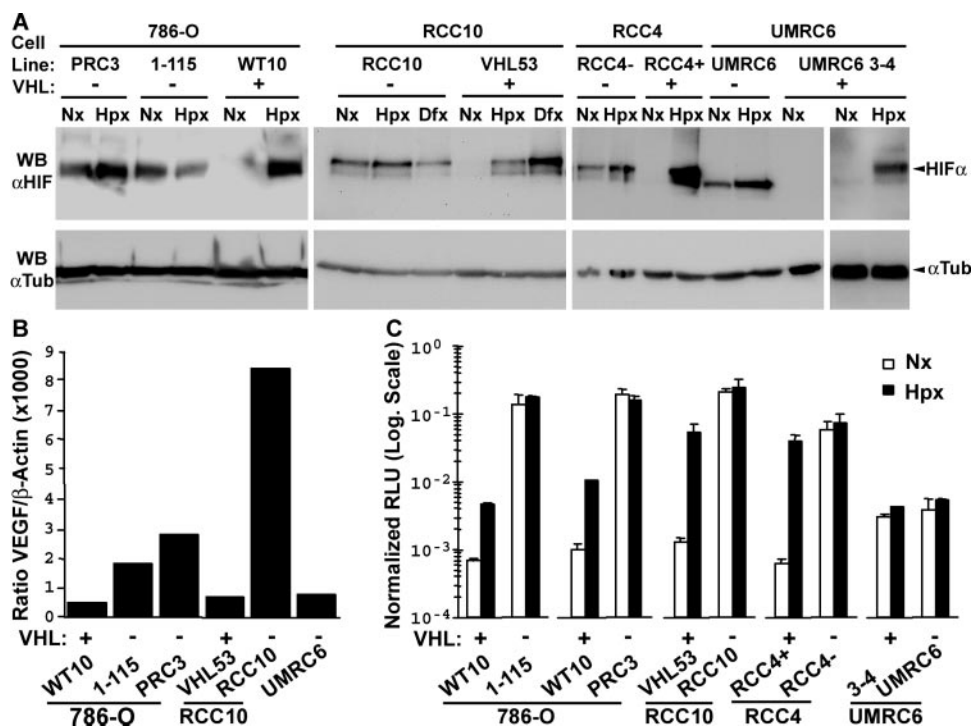 A
Cell
Line:
VHL:
786-O RCC10 RCC4 UMRC6
PRC3 1-115 WT10 RCC10 VHL53 RCC4- RCC4+ UMRC6 UMRC6 3-4
- - + - + - + - +
Nx Hpx Nx Hpx Nx Hpx Nx Hpx Dfx Nx Hpx Dfx Nx Hpx Nx Hpx Nx Hpx Nx Nx Hpx
WB
αHIF
HIFα
WB
αTub
αTub
B
Ratio VEGF/β-Actin (x1000)
9
8
7
6
5
4
3
2
1
0
VHL: + - - + - -
WT10 1-115 PRC3 VHL53 RCC10 UMRC6
786-O RCC10
C
Normalized RLU (Log. Scale)
10⁰
10⁻¹
10⁻²
10⁻³
10⁻⁴
Nx
Hpx
VHL: + - + - + - + - + -
WT10 1-115 WT10 PRC3 VHL53 RCC10 RCC4+ RCC4- 3-4 UMRC6
786-O RCC10 RCC4 UMRC6